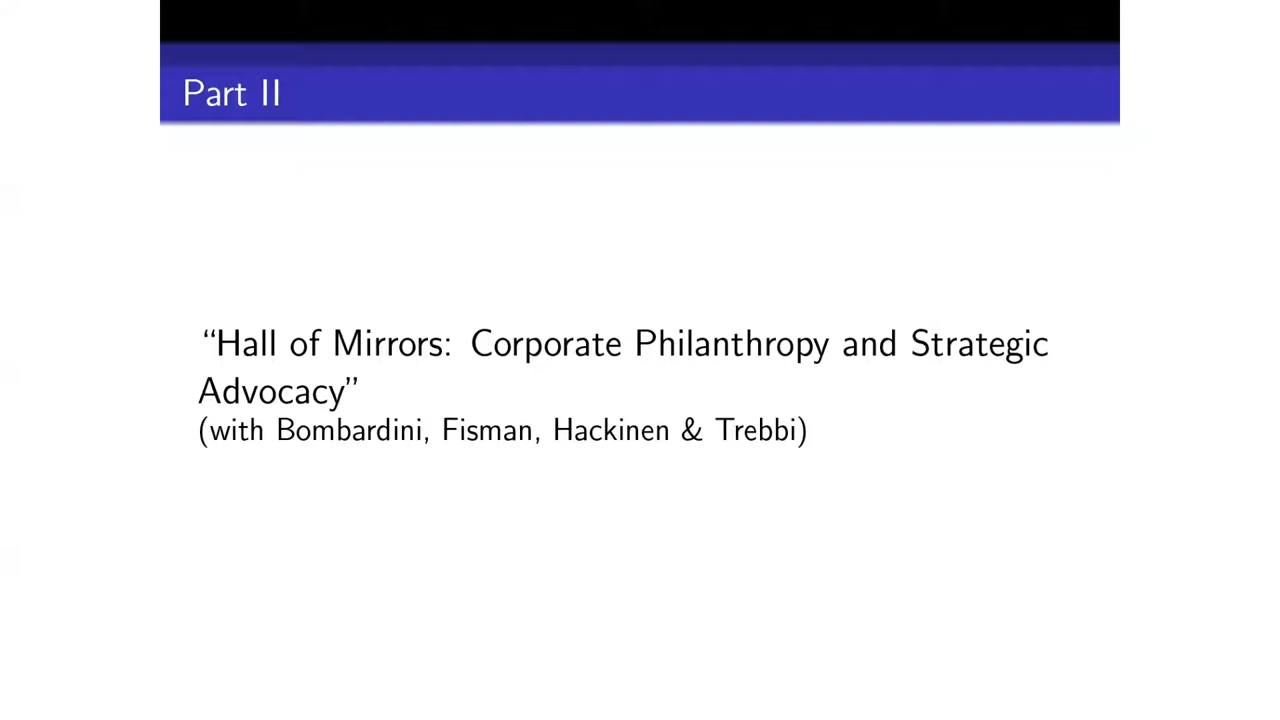 Part II
“Hall of Mirrors: Corporate Philanthropy and Strategic
Advocacy”
(with Bombardini, Fisman, Hackinen & Trebbi)